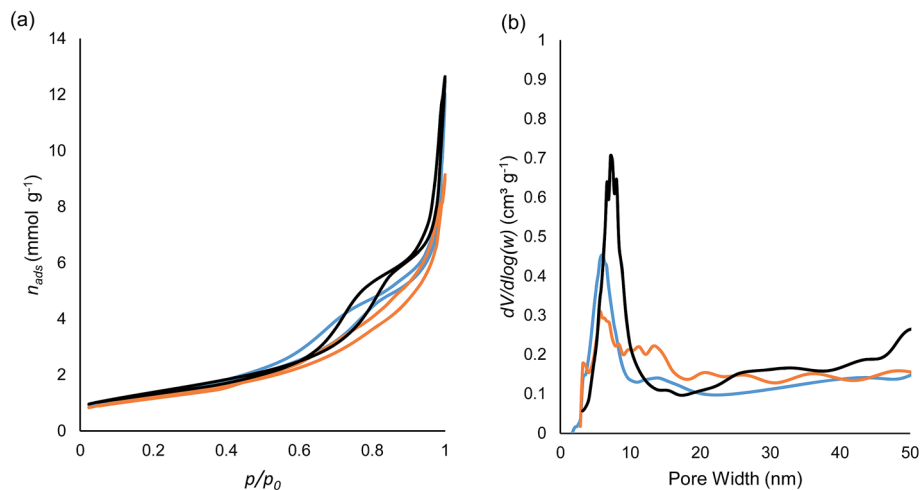 (a)
14
12
10
8
6
4
2
0
n_ads (mmol g⁻¹)
0 0.2 0.4 0.6 0.8 1
p/p₀
(b)
1
0.9
0.8
0.7
0.6
0.5
0.4
0.3
0.2
0.1
0
dV/dlog(w) (cm³ g⁻¹)
0 10 20 30 40 50
Pore Width (nm)